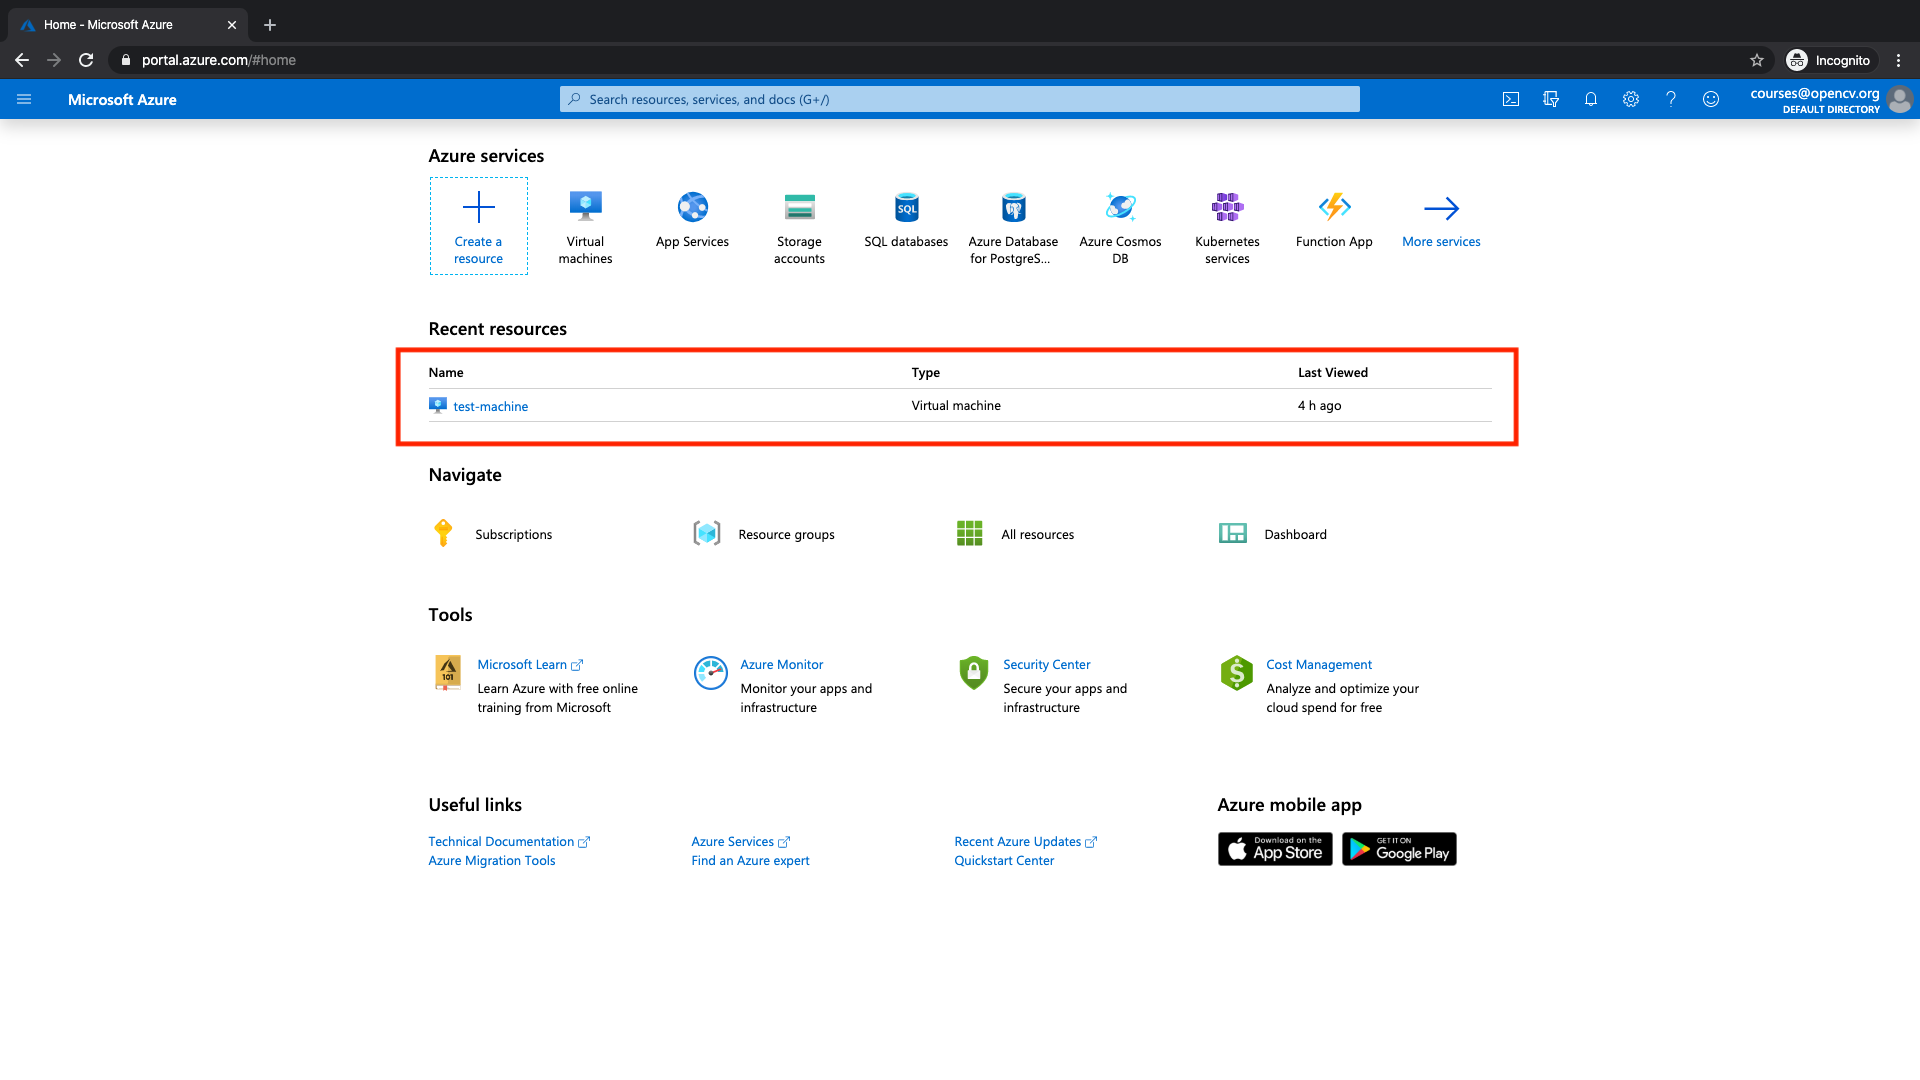 Home - Microsoft Azure
portal.azure.com/#home
Incognito
Microsoft Azure
Search resources, services, and docs (G+/)
courses@opencv.org
DEFAULT DIRECTORY
Azure services
Create a resource
Virtual machines
App Services
Storage accounts
SQL
SQL databases
Azure Database for PostgreS...
Azure Cosmos DB
Kubernetes services
Function App
More services
Recent resources
Name Type Last Viewed
test-machine Virtual machine 4 h ago
Navigate
Subscriptions Resource groups All resources Dashboard
Tools
101
Microsoft Learn
Learn Azure with free online
training from Microsoft
Azure Monitor
Monitor your apps and
infrastructure
Security Center
Secure your apps and
infrastructure
Cost Management
Analyze and optimize your
cloud spend for free
Useful links
Technical Documentation
Azure Migration Tools
Azure Services
Find an Azure expert
Recent Azure Updates
Quickstart Center
Azure mobile app
Download on the
App Store
GET IT ON
Google Play